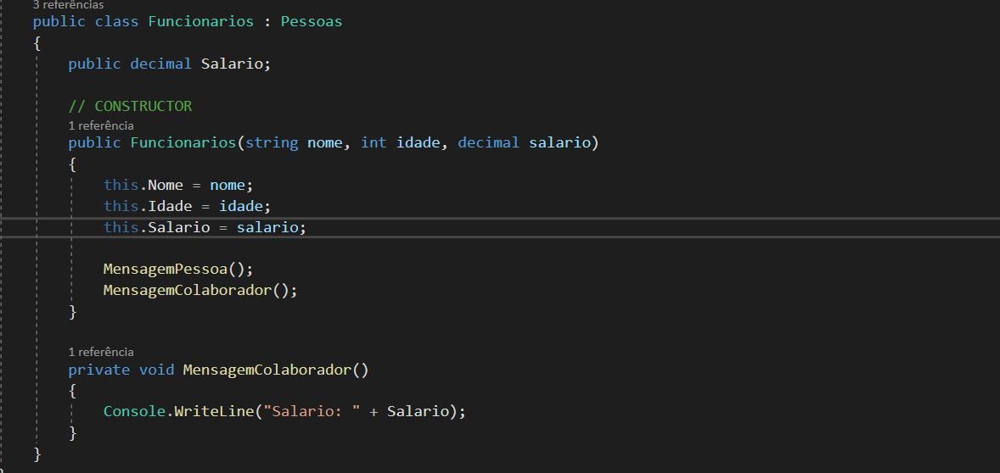 3 referências
public class Funcionarios : Pessoas
{
public decimal Salario;
// CONSTRUCTOR
1 referência
public Funcionarios(string nome, int idade, decimal salario)
{
this.Nome = nome;
this.Idade = idade;
this.Salario = salario;
MensagemPessoa();
MensagemColaborador();
}
1 referência
private void MensagemColaborador()
{
Console.WriteLine("Salario: " + Salario);
}
}